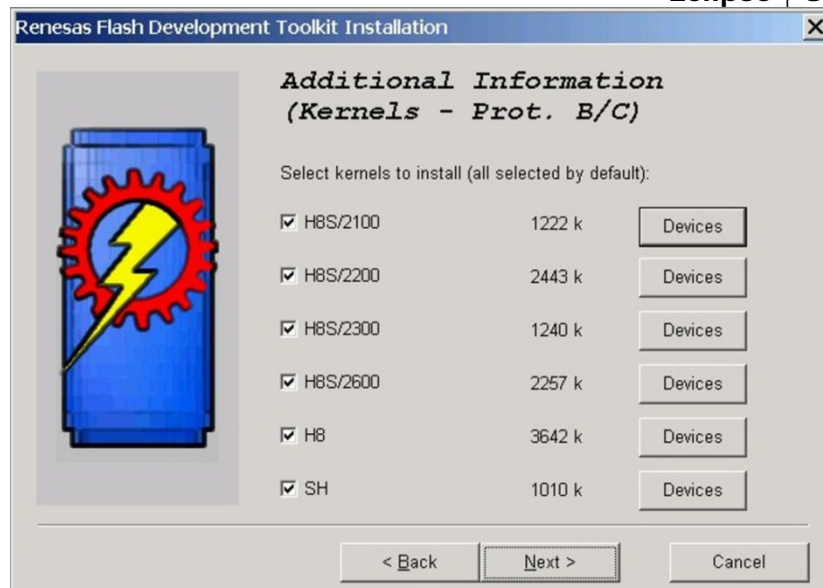 Renesas Flash Development Toolkit Installation
Additional Information
(Kernels - Prot. B/C)
Select kernels to install (all selected by default):
H8S/2100 1222 k Devices
H8S/2200 2443 k Devices
H8S/2300 1240 k Devices
H8S/2600 2257 k Devices
H8 3642 k Devices
SH 1010 k Devices
< Back Next > Cancel